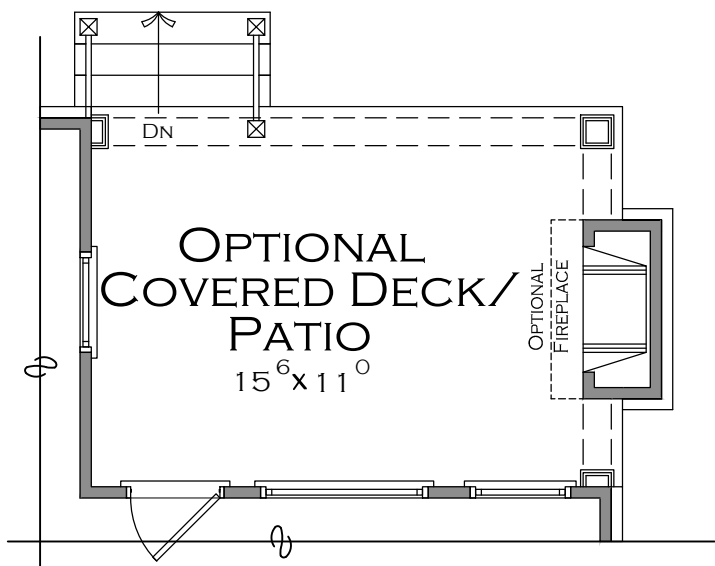 DN
OPTIONAL
COVERED DECK/
PATIO
15⁶x11⁰
OPTIONAL
FIREPLACE